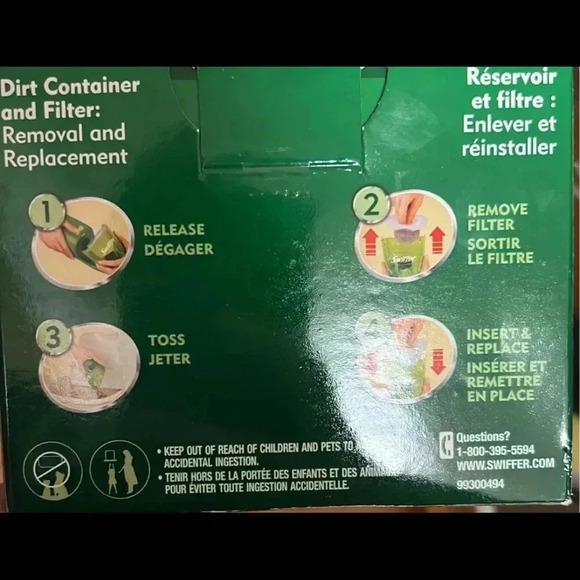 Dirt Container
and Filter:
Removal and
Replacement
Réservoir
et filtre :
Enlever et
réinstaller
1
RELEASE
DÉGAGER
Swiffer
2
REMOVE
FILTER
SORTIR
LE FILTRE
Swiffer
3
TOSS
JETER
4
INSERT &
REPLACE
INSÉRER ET
REMETTRE
EN PLACE
• KEEP OUT OF REACH OF CHILDREN AND PETS TO
ACCIDENTAL INGESTION.
• TENIR HORS DE LA PORTÉE DES ENFANTS ET DES
POUR ÉVITER TOUTE INGESTION ACCIDENTELLE.
Questions?
1-800-395-5594
WWW.SWIFFER.COM
99300494